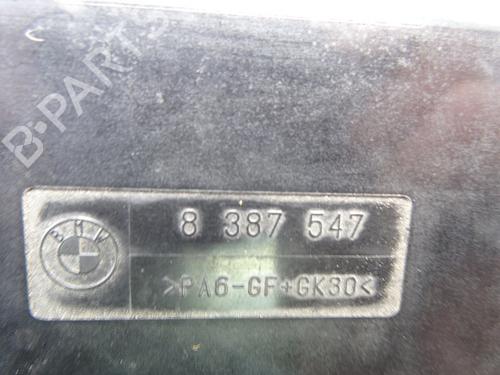 B-PARTS
8 387 547
BMW
>PA6-GF+GK30<